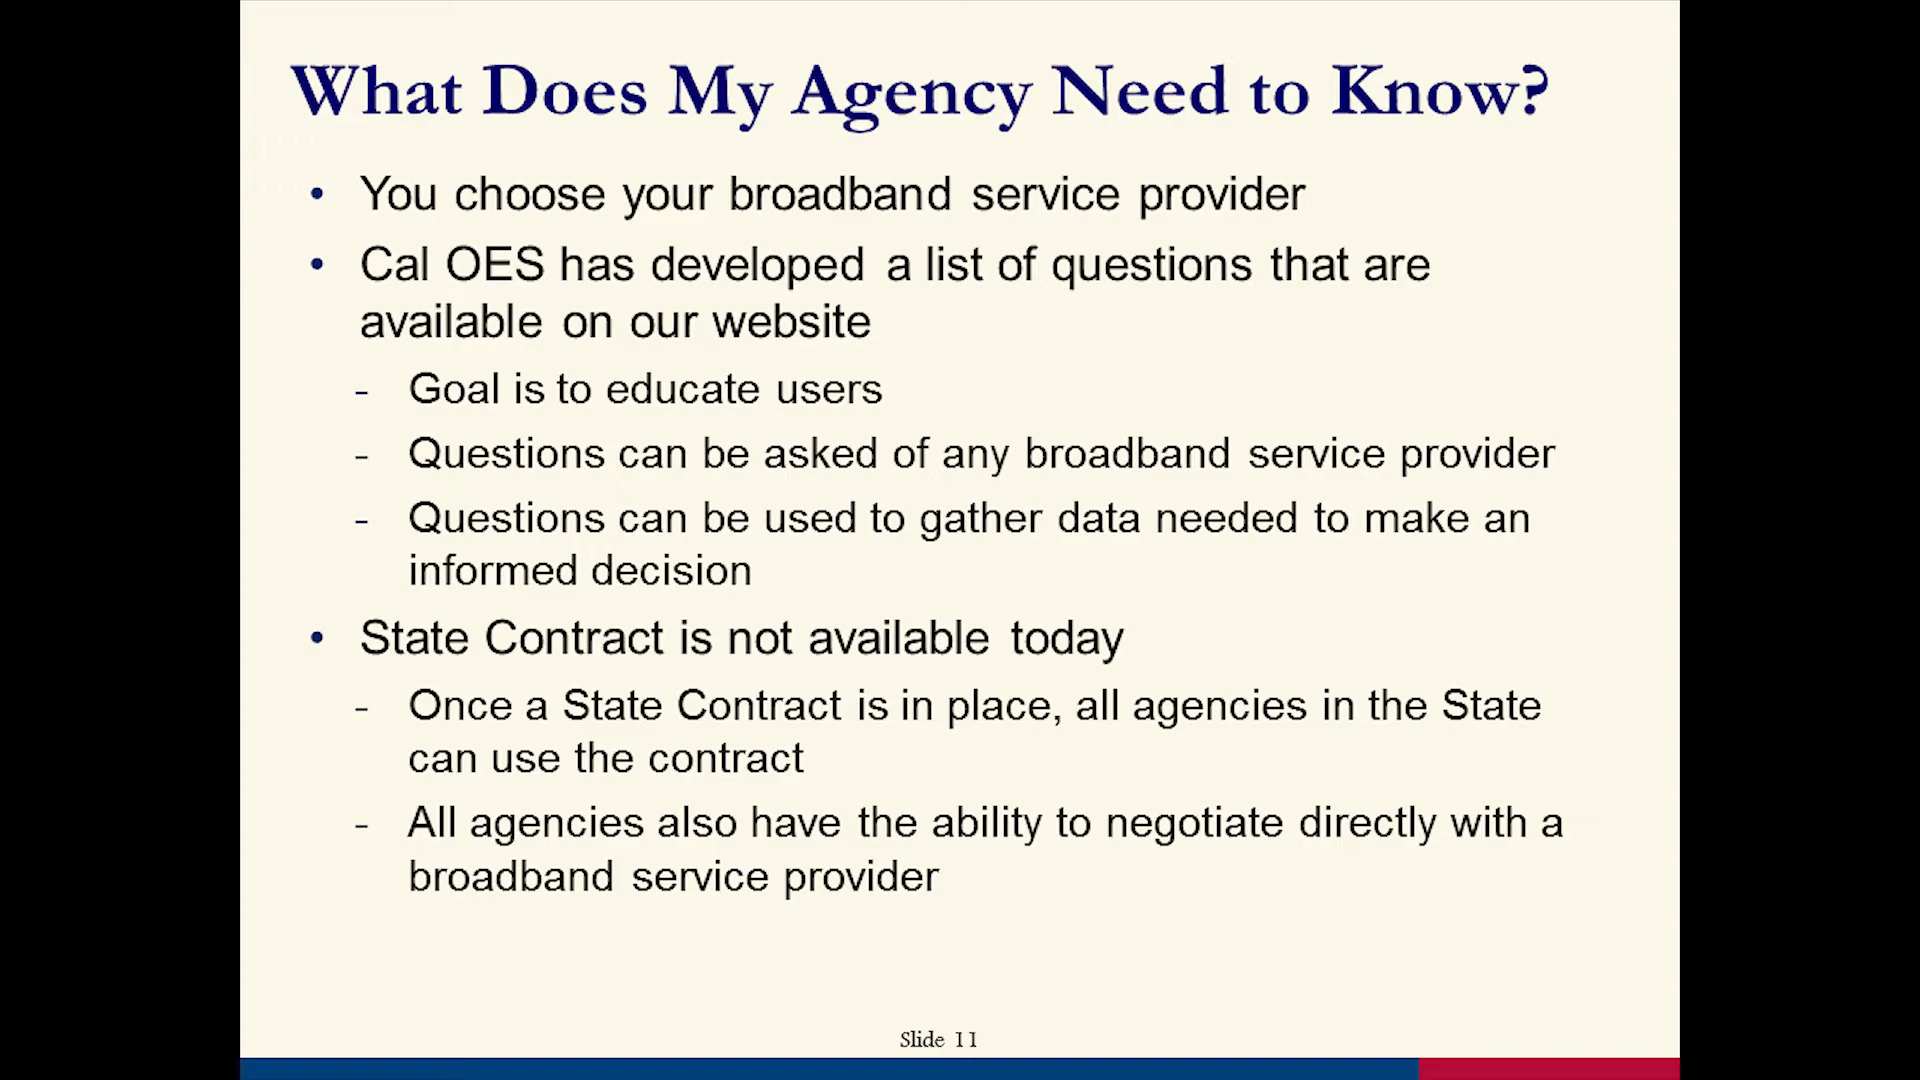 What Does My Agency Need to Know?
• You choose your broadband service provider
• Cal OES has developed a list of questions that are
available on our website
- Goal is to educate users
- Questions can be asked of any broadband service provider
- Questions can be used to gather data needed to make an
informed decision
• State Contract is not available today
- Once a State Contract is in place, all agencies in the State
can use the contract
- All agencies also have the ability to negotiate directly with a
broadband service provider
Slide 11